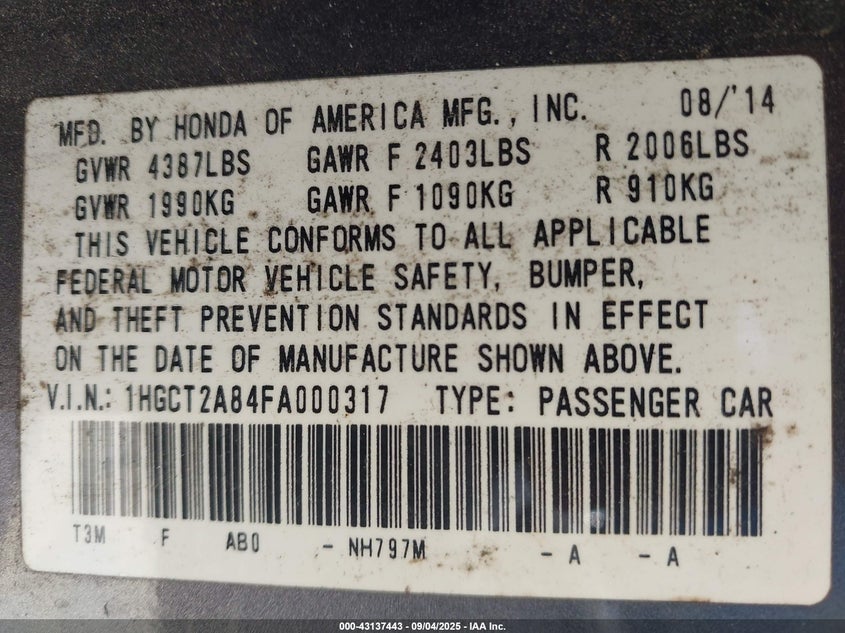 MFD. BY HONDA OF AMERICA MFG., INC. 08/'14
GVWR 4387LBS GAWR F 2403LBS R 2006LBS
GVWR 1990KG GAWR F 1090KG R 910KG
THIS VEHICLE CONFORMS TO ALL APPLICABLE
FEDERAL MOTOR VEHICLE SAFETY, BUMPER,
AND THEFT PREVENTION STANDARDS IN EFFECT
ON THE DATE OF MANUFACTURE SHOWN ABOVE.
V.I.N.: 1HGCT2A84FA000317 TYPE: PASSENGER CAR
T3M F AB0 - NH797M - A - A
000-43137443 - 09/04/2025 - IAA Inc.